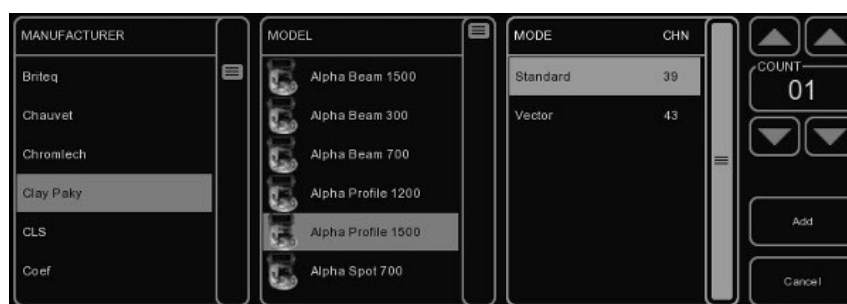 MANUFACTURER
Briteq
Chauvet
Chromlech
Clay Paky
CLS
Coef
MODEL
Alpha Beam 1500
Alpha Beam 300
Alpha Beam 700
Alpha Profile 1200
Alpha Profile 1500
Alpha Spot 700
MODE CHN
Standard 39
Vector 43
COUNT
01
Add
Cancel